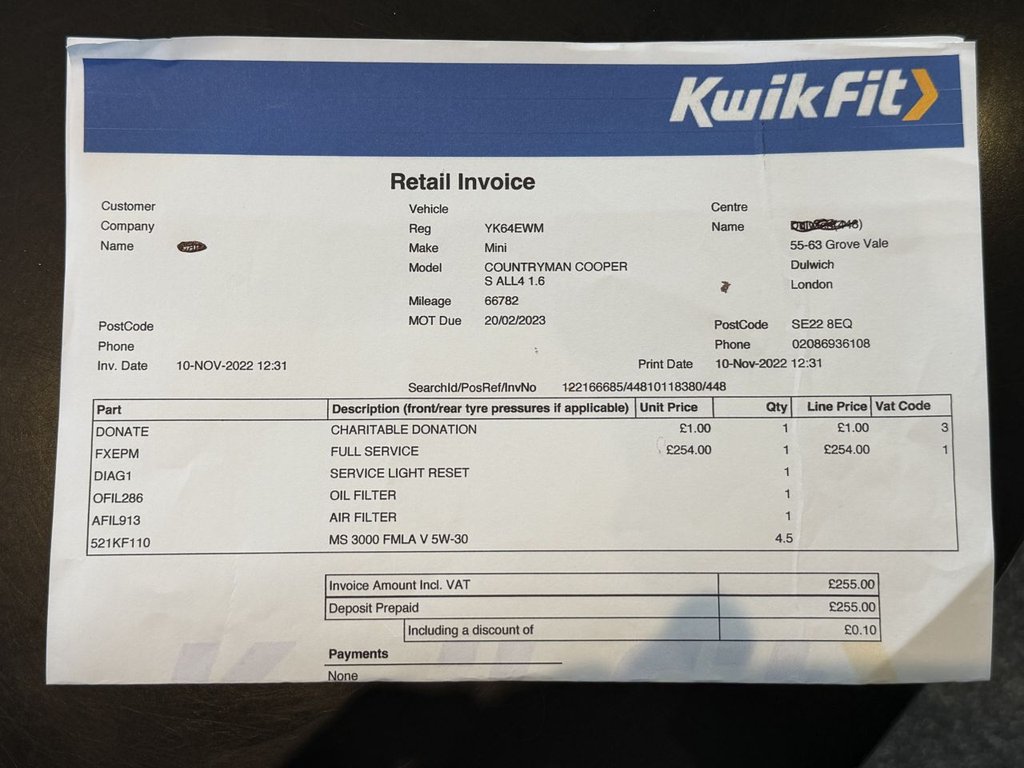 KwikFit
Retail Invoice
Customer
Company
Name
Vehicle
Reg YK64EWM
Make Mini
Model COUNTRYMAN COOPER
S ALL4 1.6
Mileage 66782
MOT Due 20/02/2023
Centre
Name
55-63 Grove Vale
Dulwich
London
PostCode
Phone
Inv. Date 10-NOV-2022 12:31
PostCode SE22 8EQ
Phone 02086936108
Print Date 10-Nov-2022 12:31
SearchId/PosRef/InvNo 122166685/44810118380/448
Part Description (front/rear tyre pressures if applicable) Unit Price Qty Line Price Vat Code
DONATE CHARITABLE DONATION £1.00 1 £1.00 3
FXEPM FULL SERVICE £254.00 1 £254.00 1
DIAG1 SERVICE LIGHT RESET 1
OFIL286 OIL FILTER 1
AFIL913 AIR FILTER 1
521KF110 MS 3000 FMLA V 5W-30 4.5
Invoice Amount Incl. VAT £255.00
Deposit Prepaid £255.00
Including a discount of £0.10
Payments
None